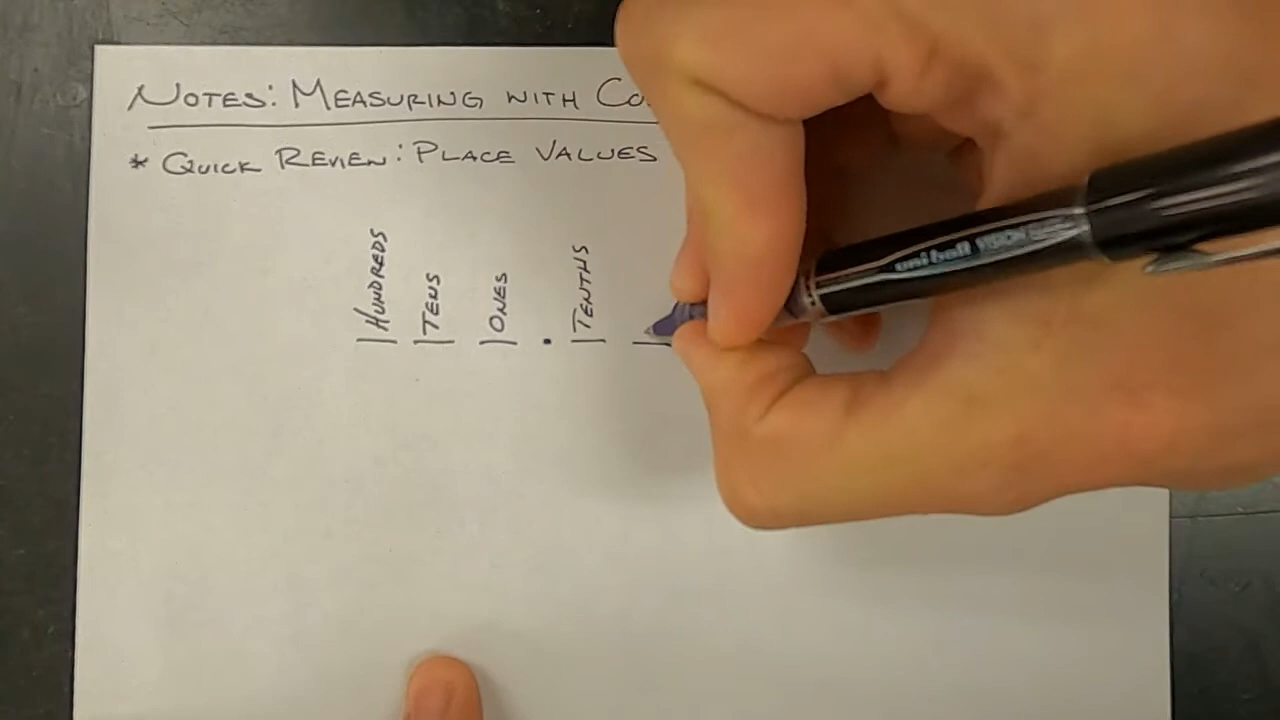 NOTES: MEASURING WITH CO
* QUICK REVIEW: PLACE VALUES
HUNDREDS
TENS
ONES
.
TENTHS
uni-ball VISION